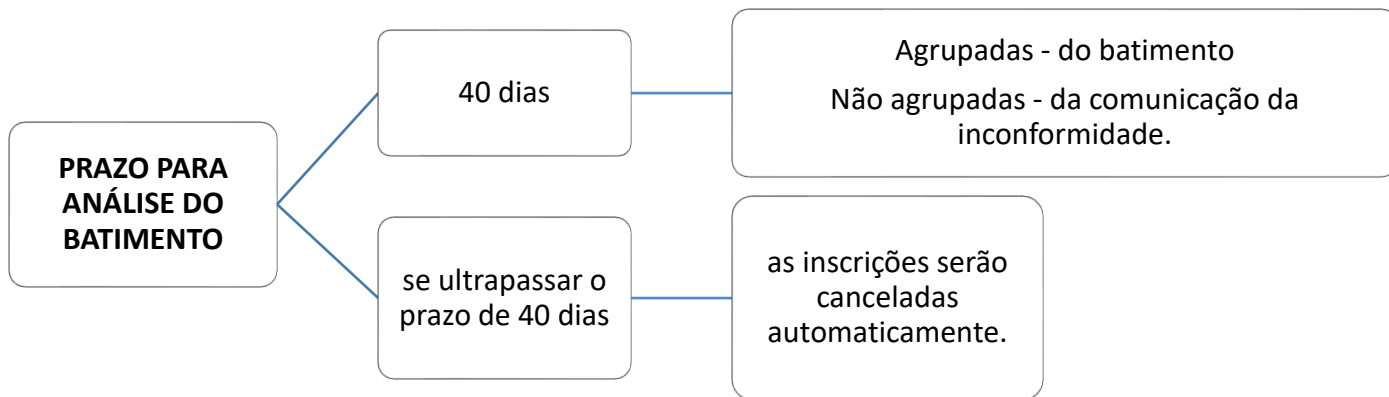 PRAZO PARA
ANÁLISE DO
BATIMENTO
40 dias
Agrupadas - do batimento
Não agrupadas - da comunicação da
inconformidade.
se ultrapassar o
prazo de 40 dias
as inscrições serão
canceladas
automaticamente.